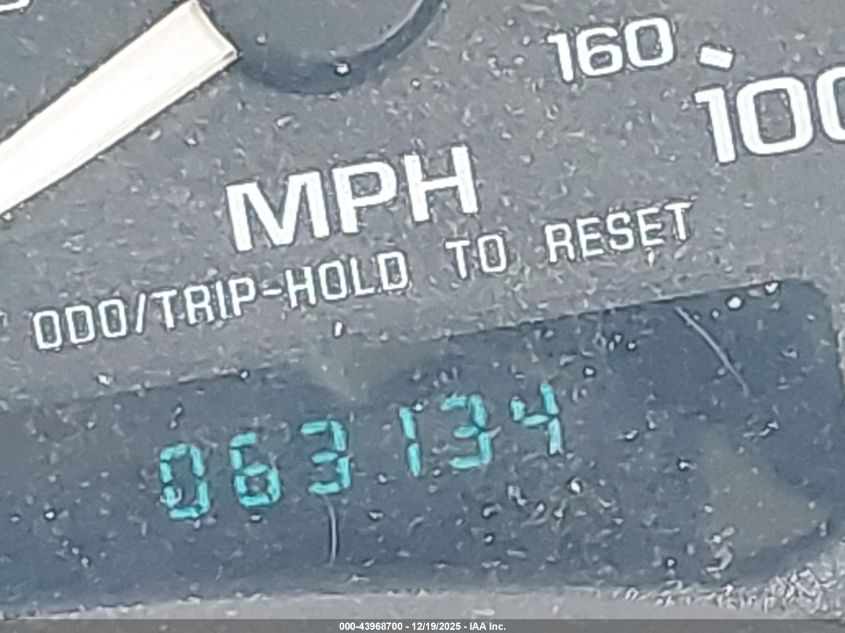 160
100
MPH
ODO/TRIP-HOLD TO RESET
063134
000-43968700 - 12/19/2025 - IAA Inc.